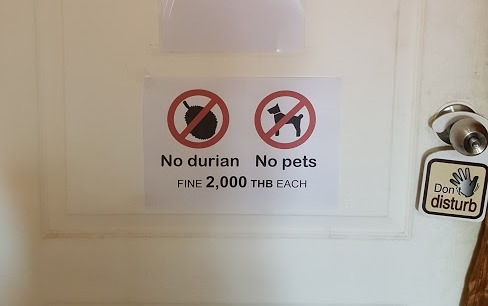 No durian No pets
FINE 2,000 THB EACH
Don't
disturb